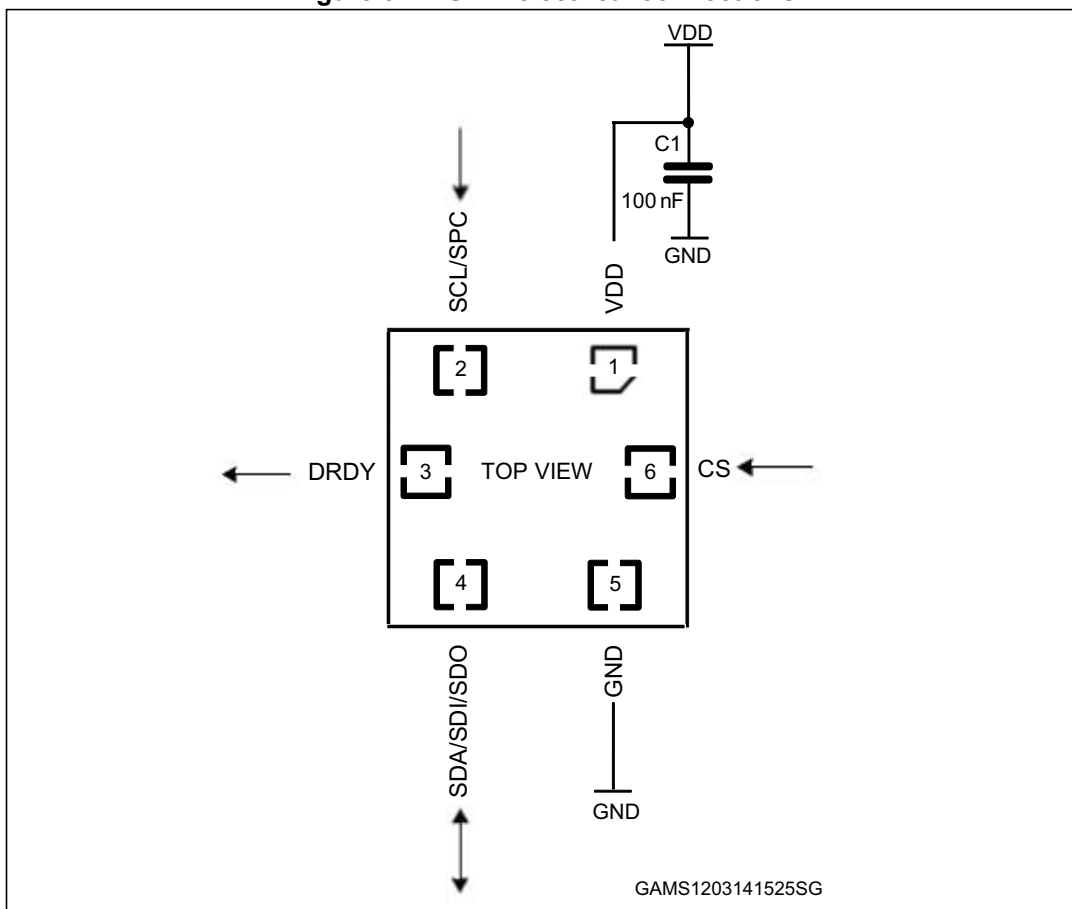 VDD
C1
100 nF
GND
SCL/SPC
VDD
2
1
DRDY
3
TOP VIEW
6
CS
4
5
SDA/SDI/SDO
GND
GND
GAMS1203141525SG